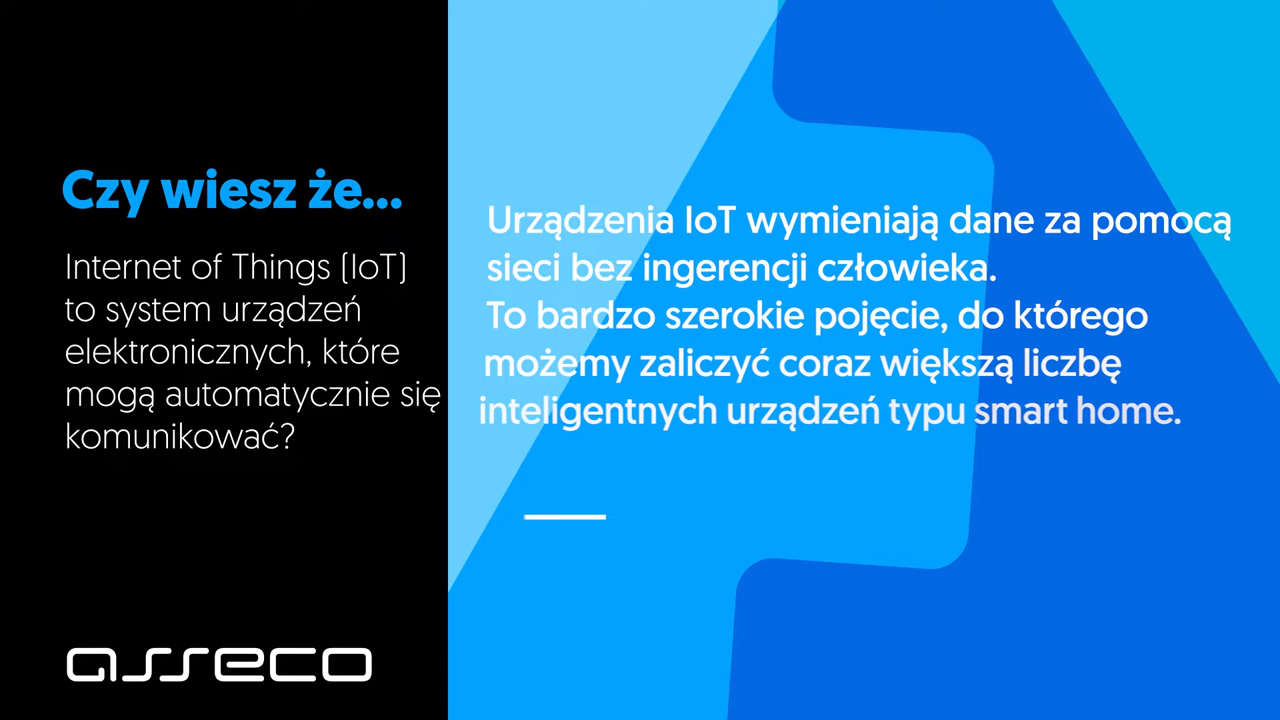 Czy wiesz że...
Internet of Things (IoT)
to system urządzeń
elektronicznych, które
mogą automatycznie się
komunikować?
asseco
Urządzenia IoT wymieniają dane za pomocą
sieci bez ingerencji człowieka.
To bardzo szerokie pojęcie, do którego
możemy zaliczyć coraz większą liczbę
inteligentnych urządzeń typu smart home.